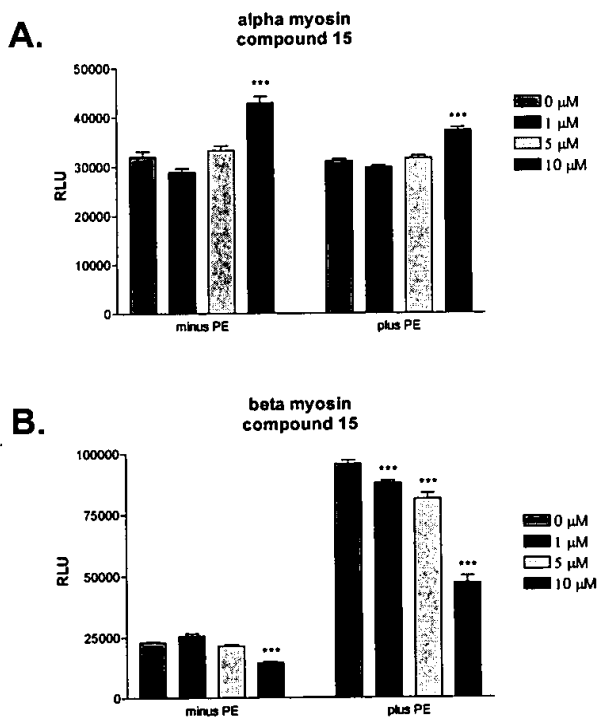 A.
alpha myosin
compound 15
50000
40000
30000
20000
10000
0
RLU
***
***
minus PE
plus PE
0 μM
1 μM
5 μM
10 μM
B.
beta myosin
compound 15
100000
75000
50000
25000
0
RLU
***
***
***
***
minus PE
plus PE
0 μM
1 μM
5 μM
10 μM